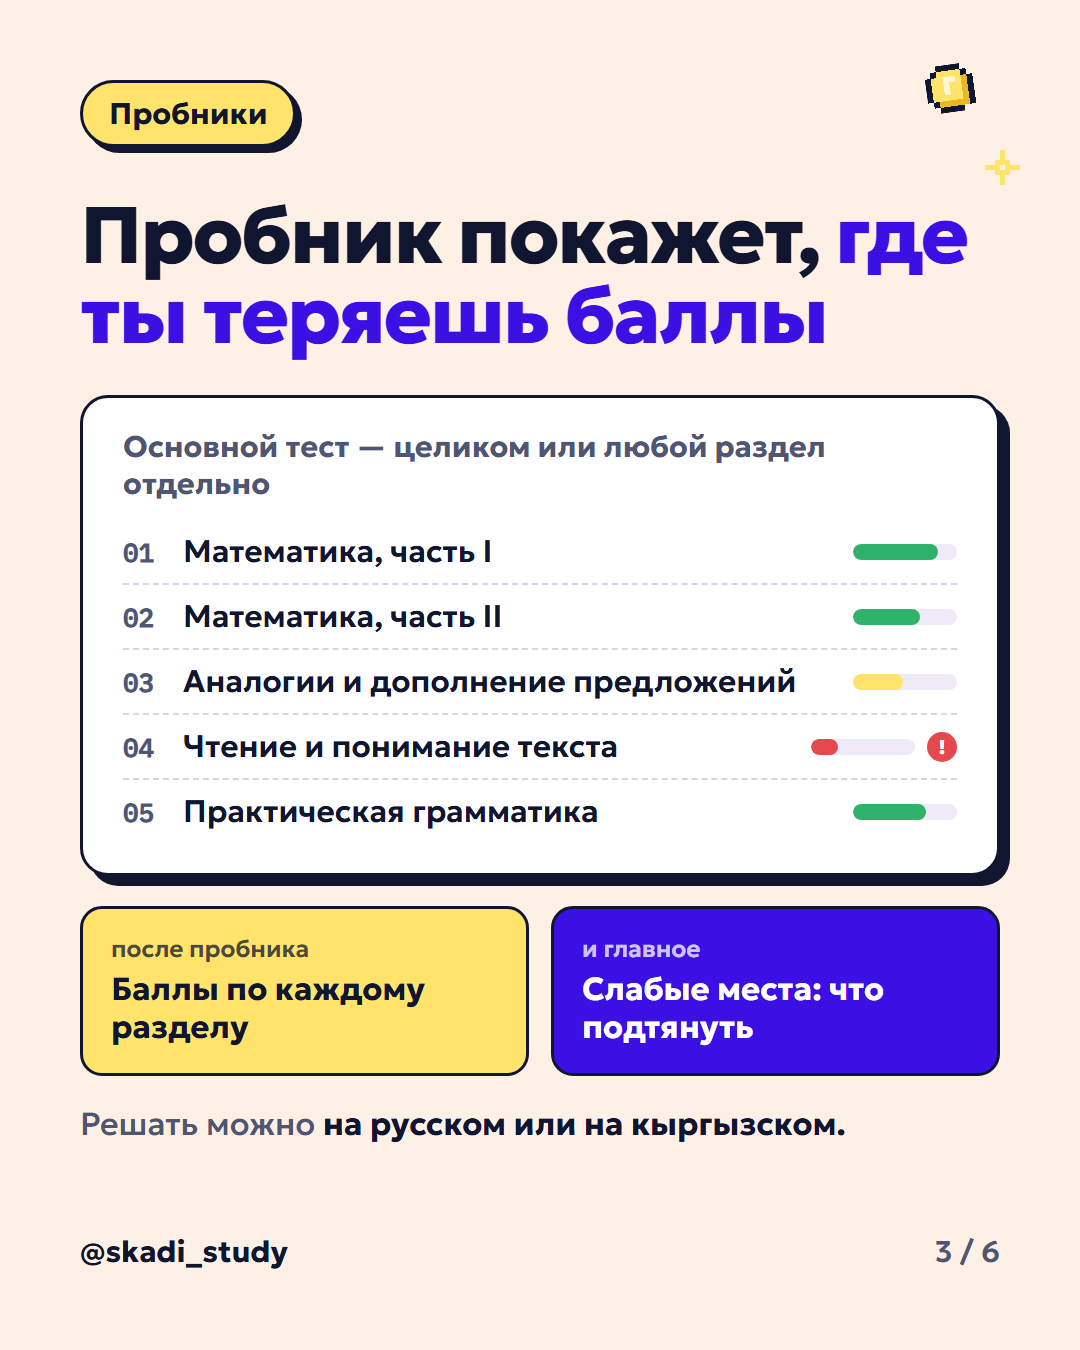 Пробники
Пробник покажет, где
ты теряешь баллы
Основной тест — целиком или любой раздел
отдельно
01 Математика, часть I
02 Математика, часть II
03 Аналогии и дополнение предложений
04 Чтение и понимание текста !
05 Практическая грамматика
после пробника
Баллы по каждому
разделу
и главное
Слабые места: что
подтянуть
Решать можно на русском или на кыргызском.
@skadi_study
3 / 6